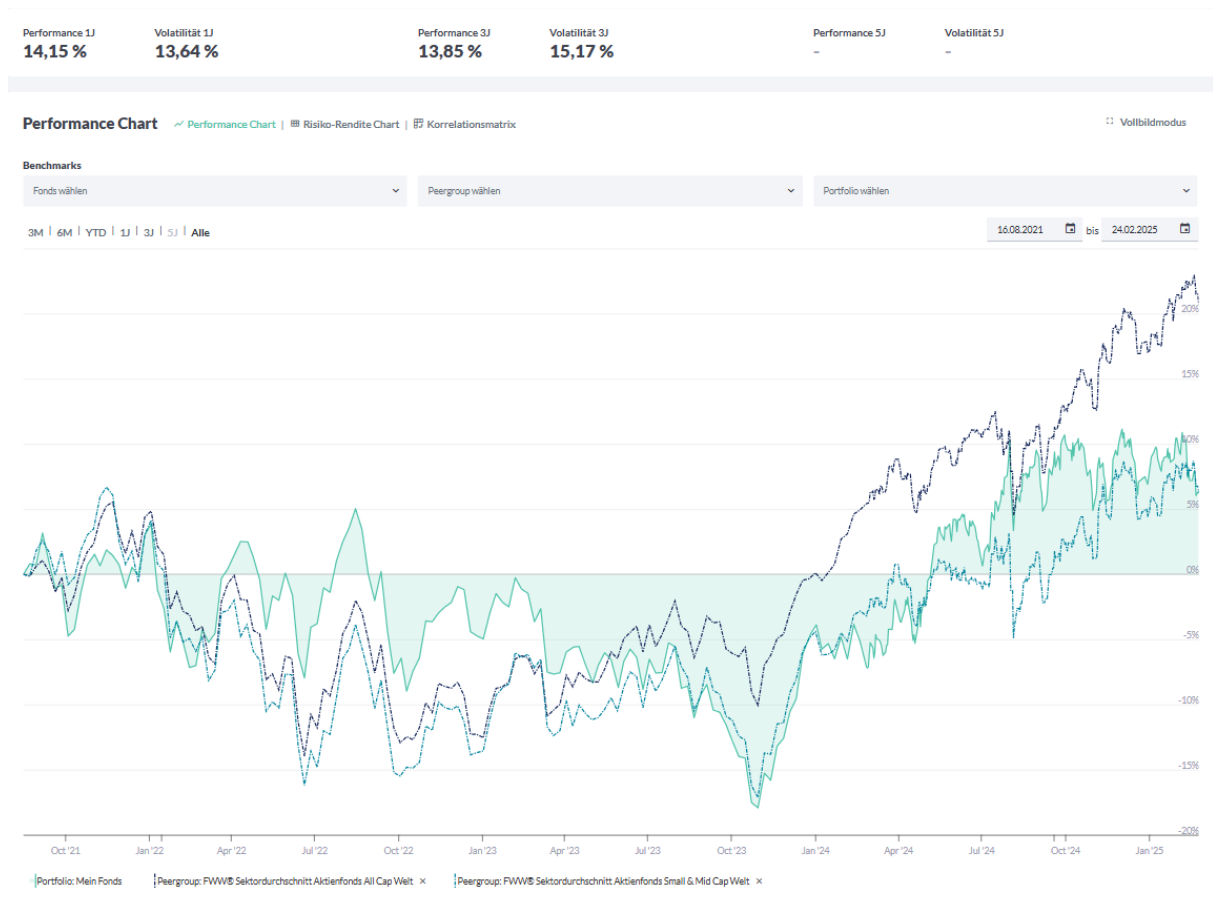 Performance 1J Volatilität 1J Performance 3J Volatilität 3J Performance 5J Volatilität 5J
14,15 % 13,64 % 13,85 % 15,17 % – –
Performance Chart Performance Chart | Risiko-Rendite Chart | Korrelationsmatrix Vollbildmodus
Benchmarks
Fonds wählen Peergroup wählen Portfolio wählen
3M | 6M | YTD | 1J | 3J | 5J | Alle 16.08.2021 bis 24.02.2025
20%
15%
10%
5%
0%
-5%
-10%
-15%
-20%
Oct '21 Jan '22 Apr '22 Jul '22 Oct '22 Jan '23 Apr '23 Jul '23 Oct '23 Jan '24 Apr '24 Jul '24 Oct '24 Jan '25
Portfolio: Mein Fonds Peergroup: FWW® Sektordurchschnitt Aktienfonds All Cap Welt × Peergroup: FWW® Sektordurchschnitt Aktienfonds Small & Mid Cap Welt ×